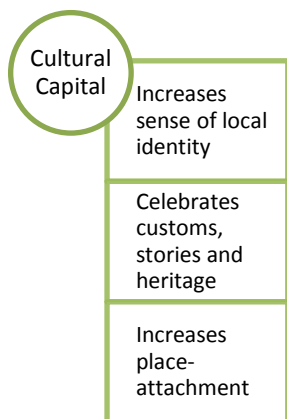 Cultural
Capital
Increases
sense of local
identity
Celebrates
customs,
stories and
heritage
Increases
place-
attachment